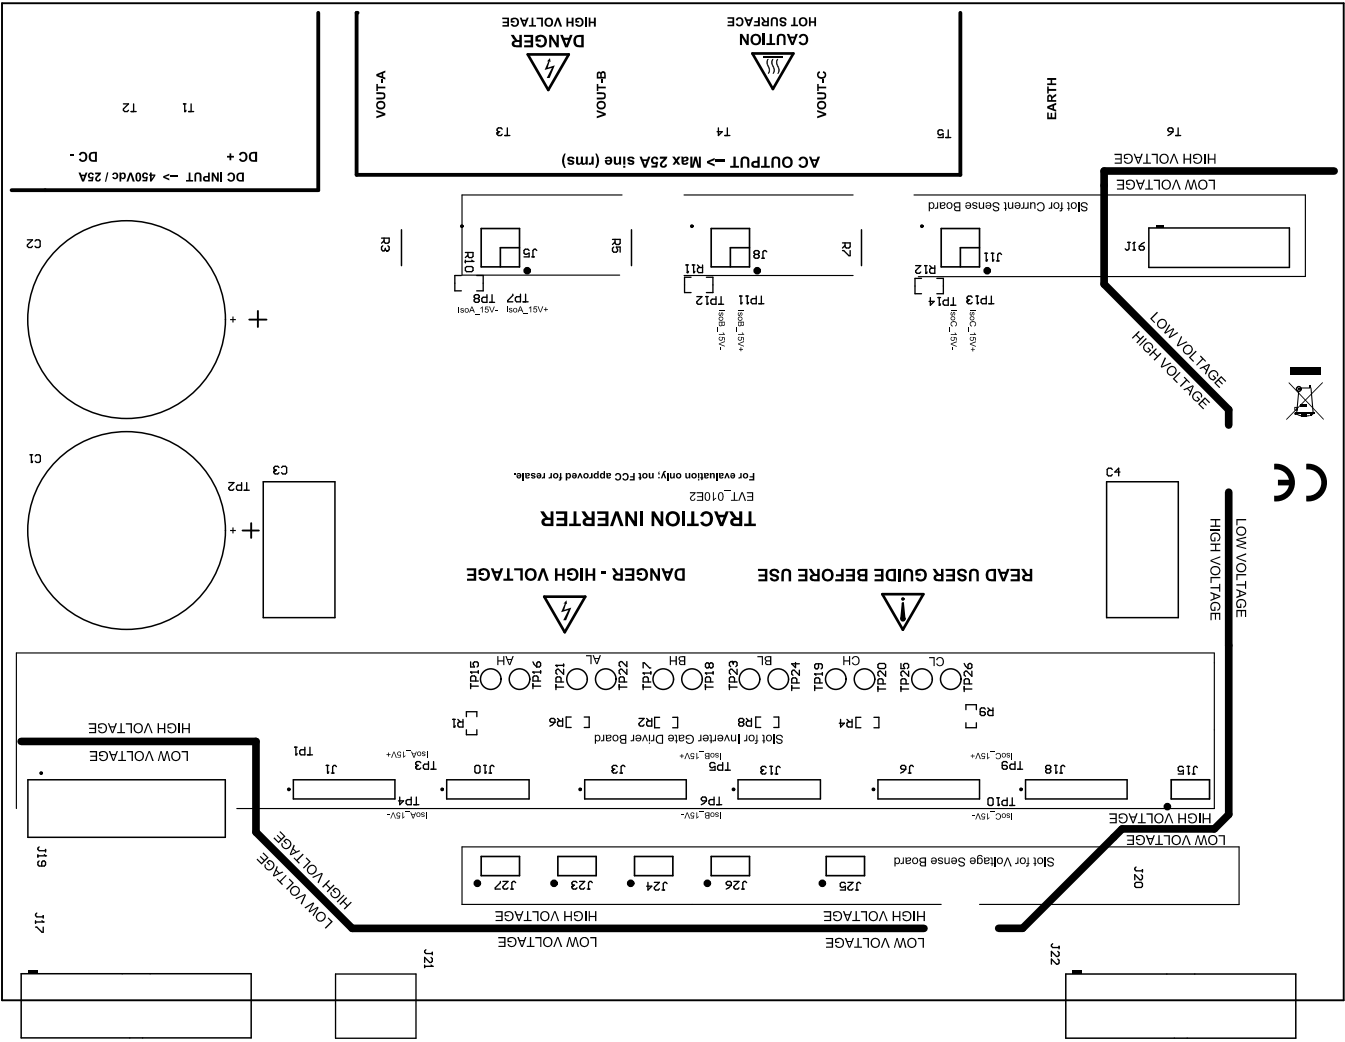 HIGH VOLTAGE
DANGER
HOT SURFACE
CAUTION
VOUT-A
VOUT-B
VOUT-C
EARTH
T2
T1
T3
T4
T5
T6
DC -
DC +
DC INPUT -> 450Vdc / 25A
AC OUTPUT -> Max 25A sine (rms)
HIGH VOLTAGE
LOW VOLTAGE
Slot for Current Sense Board
C2
R3
R10
J5
R5
R11
J8
R7
R12
J11
J16
TP8
TP7
IsoA_15V-
IsoA_15V+
TP12
TP11
IsoB_15V-
IsoB_15V+
TP14
TP13
IsoC_15V-
IsoC_15V+
+ +
LOW VOLTAGE
HIGH VOLTAGE
C1
C3
C4
TP2
+ +
For evaluation only; not FCC approved for resale.
EVT_010E2
TRACTION INVERTER
CE
HIGH VOLTAGE
LOW VOLTAGE
DANGER - HIGH VOLTAGE
READ USER GUIDE BEFORE USE
TP15
AH
TP16
TP21
AL
TP22
TP17
BH
TP18
TP23
BL
TP24
TP19
CH
TP20
TP25
CL
TP26
R1
R6
R2
R8
R4
R9
Slot for Inverter Gate Driver Board
HIGH VOLTAGE
LOW VOLTAGE
TP1
J1
TP3
IsoA_15V+
J10
J3
TP5
IsoB_15V+
J13
J6
TP9
IsoC_15V+
J18
J15
TP4
IsoA_15V-
TP6
IsoB_15V-
TP10
IsoC_15V-
HIGH VOLTAGE
LOW VOLTAGE
J19
HIGH VOLTAGE
LOW VOLTAGE
J27
J23
J24
J26
J25
Slot for Voltage Sense Board
J20
J17
HIGH VOLTAGE
LOW VOLTAGE
HIGH VOLTAGE
LOW VOLTAGE
J21
J22